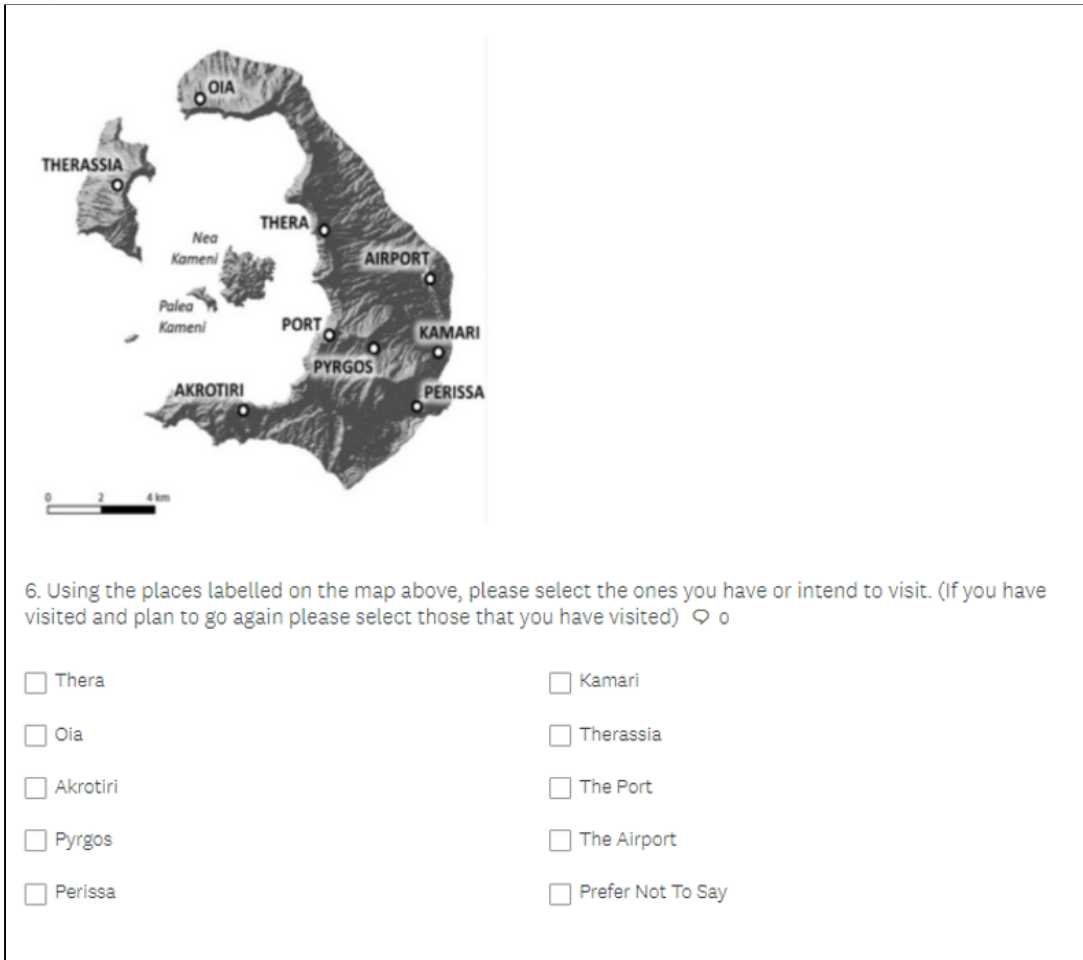 OIA
THERASSIA
THERA
Nea
Kameni
AIRPORT
Palea
Kameni
PORT
KAMARI
PYRGOS
AKROTIRI
PERISSA
0 2 4 km
6. Using the places labelled on the map above, please select the ones you have or intend to visit. (If you have
visited and plan to go again please select those that you have visited) 0
Thera
Kamari
Oia
Therassia
Akrotiri
The Port
Pyrgos
The Airport
Perissa
Prefer Not To Say